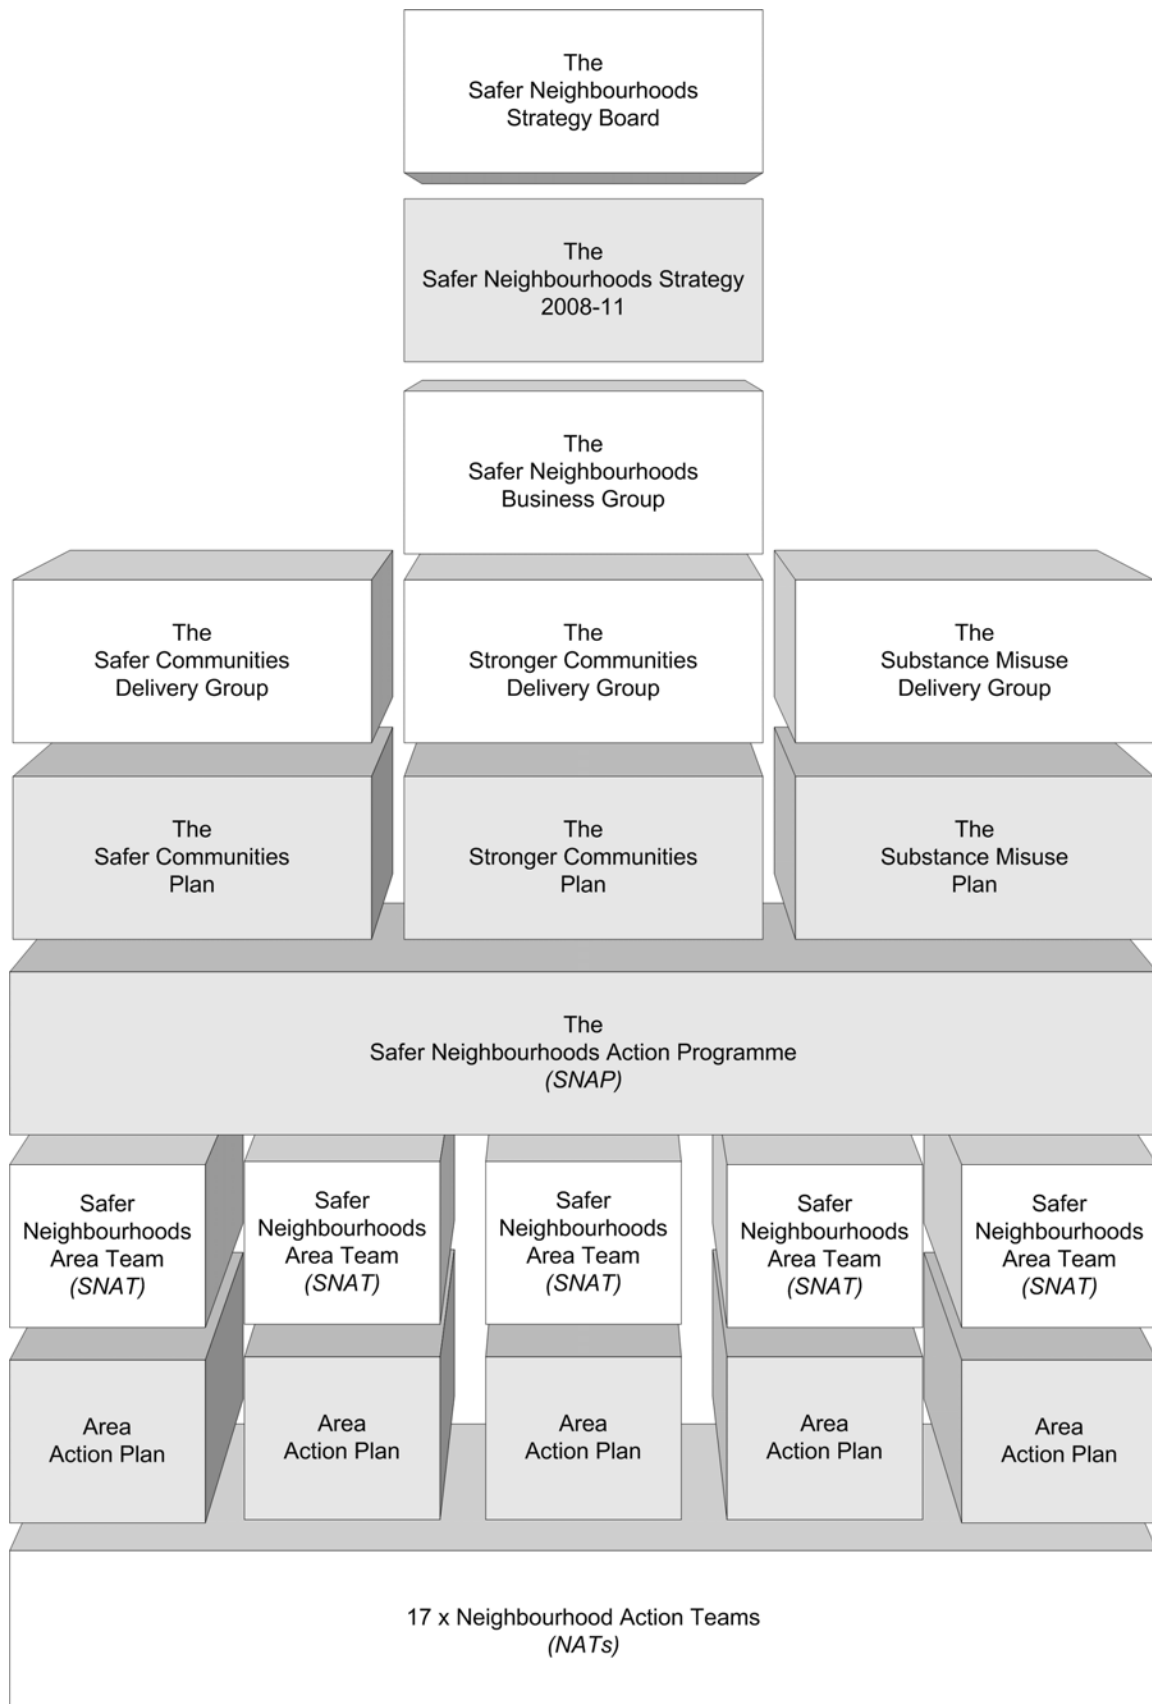 The
Safer Neighbourhoods
Strategy Board
The
Safer Neighbourhoods Strategy
2008-11
The
Safer Neighbourhoods
Business Group
The
Safer Communities
Delivery Group
The
Stronger Communities
Delivery Group
The
Substance Misuse
Delivery Group
The
Safer Communities
Plan
The
Stronger Communities
Plan
The
Substance Misuse
Plan
The
Safer Neighbourhoods Action Programme
(SNAP)
Safer
Neighbourhoods
Area Team
(SNAT)
Safer
Neighbourhoods
Area Team
(SNAT)
Safer
Neighbourhoods
Area Team
(SNAT)
Safer
Neighbourhoods
Area Team
(SNAT)
Safer
Neighbourhoods
Area Team
(SNAT)
Area
Action Plan
Area
Action Plan
Area
Action Plan
Area
Action Plan
Area
Action Plan
17 x Neighbourhood Action Teams
(NATs)